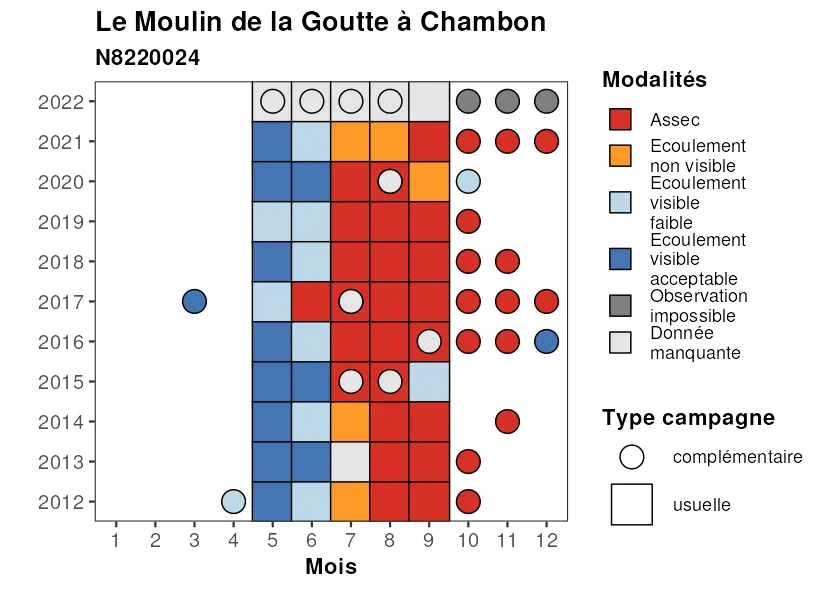 Le Moulin de la Goutte à Chambon
N8220024
2022
2021
2020
2019
2018
2017
2016
2015
2014
2013
2012
1 2 3 4 5 6 7 8 9 10 11 12
Mois
Modalités
Assec
Ecoulement
non visible
Ecoulement
visible
faible
Ecoulement
visible
acceptable
Observation
impossible
Donnée
manquante
Type campagne
complémentaire
usuelle